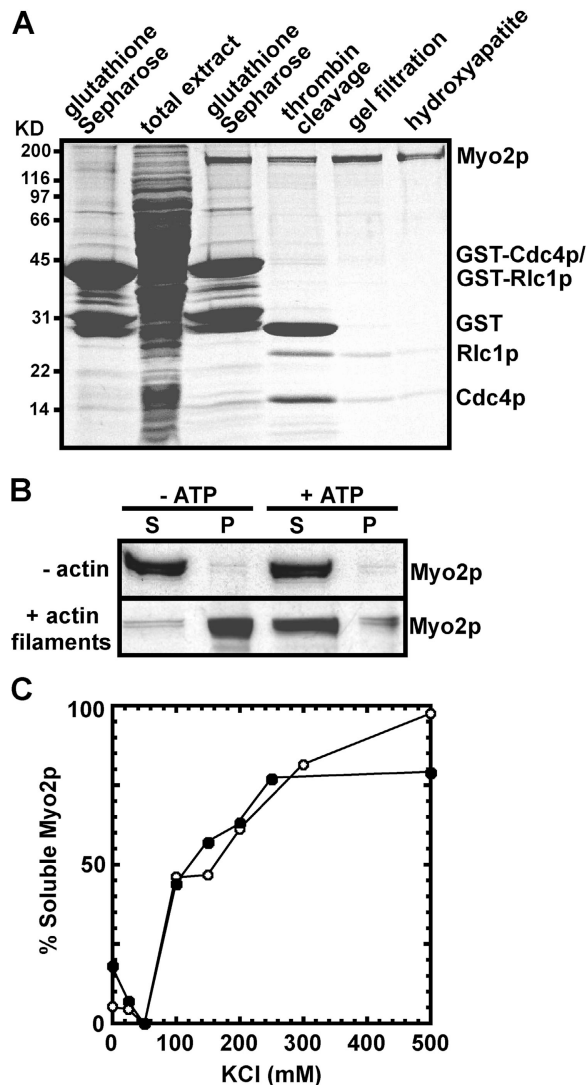 A
glutathione
Sepharose
total extract
glutathione
Sepharose
thrombin
cleavage
gel filtration
hydroxyapatite
KD
200
116
97
66
45
31
22
14
Myo2p
GST-Cdc4p/
GST-Rlc1p
GST
Rlc1p
Cdc4p
B
- ATP + ATP
S P S P
- actin Myo2p
+ actin
filaments Myo2p
C
100
50
0
% Soluble Myo2p
0 100 200 300 400 500
KCl (mM)